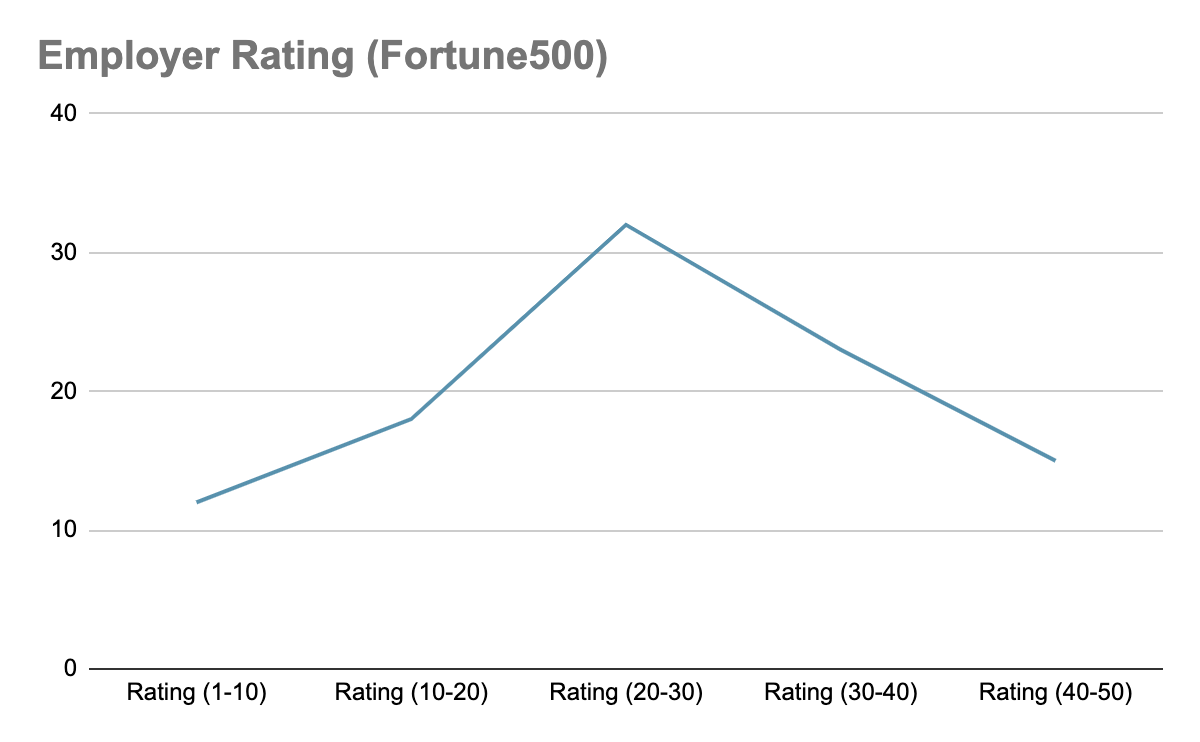 Employer Rating (Fortune500)
40
30
20
10
0
Rating (1-10) Rating (10-20) Rating (20-30) Rating (30-40) Rating (40-50)